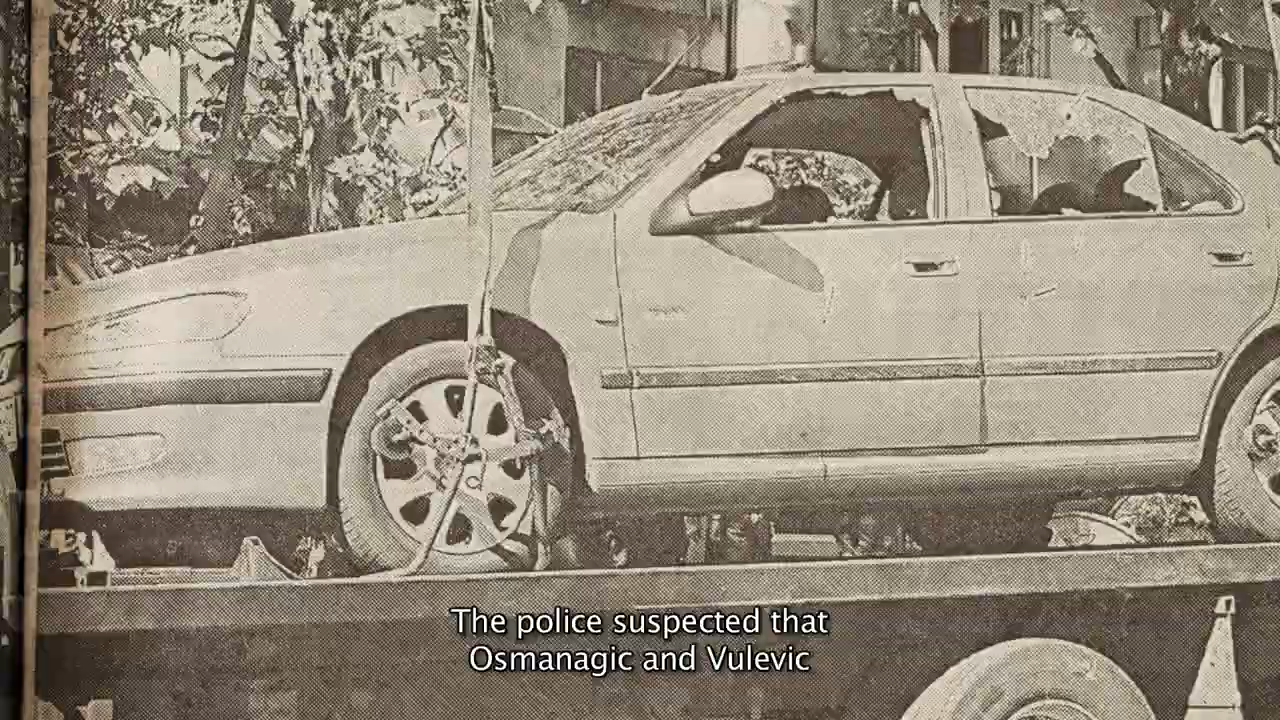 The police suspected that
Osmanagic and Vulevic